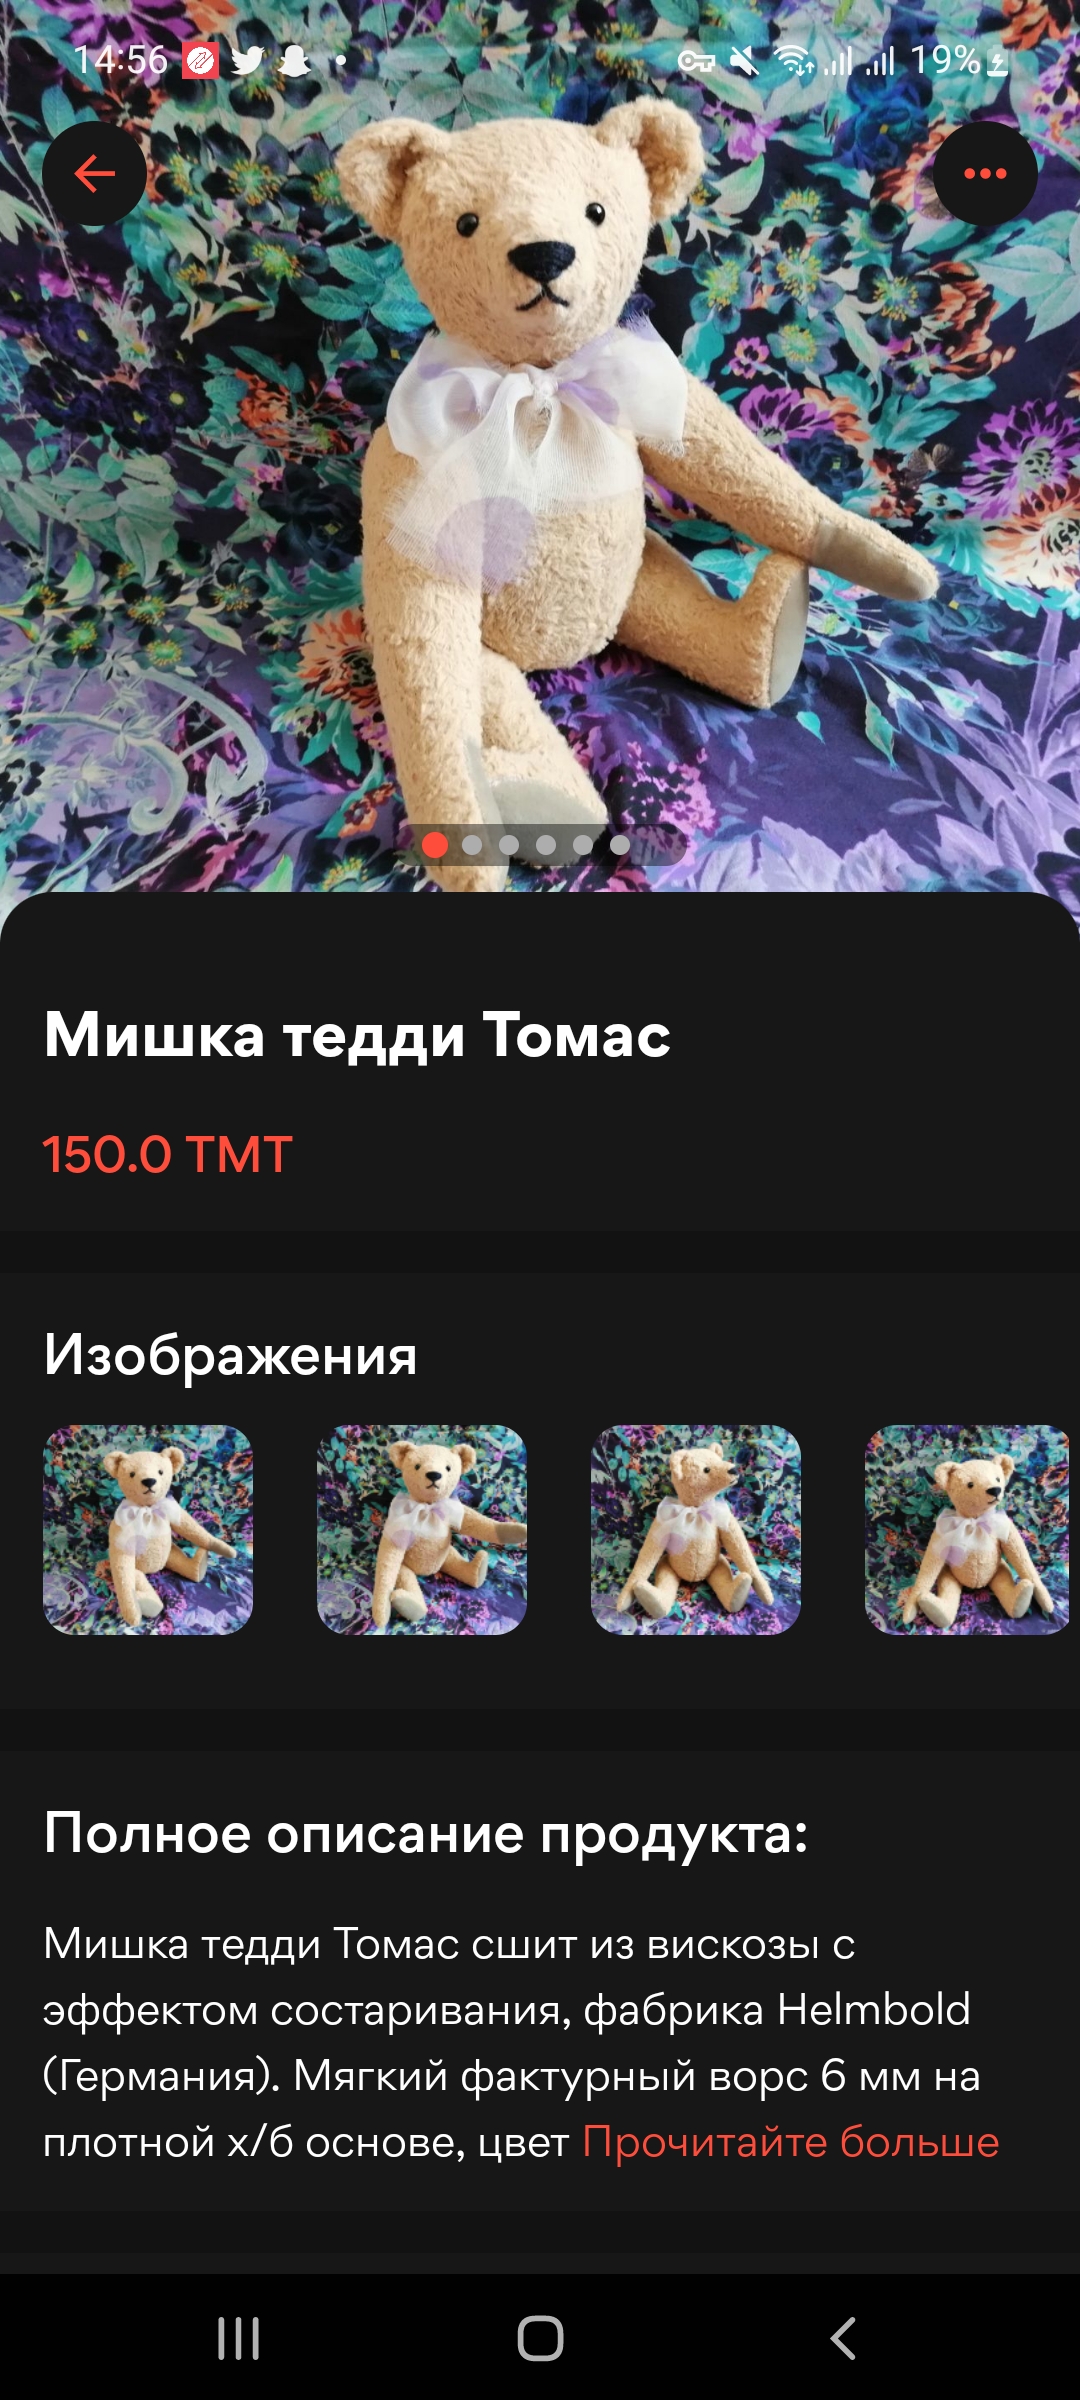 14:56
19%
Мишка тедди Томас
150.0 TMT
Изображения
Полное описание продукта:
Мишка тедди Томас сшит из вискозы с
эффектом состаривания, фабрика Helmbold
(Германия). Мягкий фактурный ворс 6 мм на
плотной х/б основе, цвет Прочитайте больше